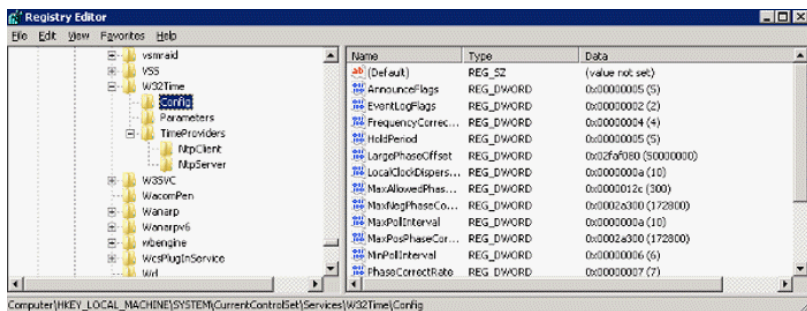 Registry Editor
File Edit View Favorites Help
vsmraid
VSS
W32Time
Config
Parameters
TimeProviders
NtpClient
NtpServer
W3SVC
WacomPen
Wanarp
Wanarpv6
wbengine
WcsPlugInService
Wd
Name Type Data
(Default) REG_SZ (value not set)
AnnounceFlags REG_DWORD 0x00000005 (5)
EventLogFlags REG_DWORD 0x00000002 (2)
FrequencyCorrec... REG_DWORD 0x00000004 (4)
HoldPeriod REG_DWORD 0x00000005 (5)
LargePhaseOffset REG_DWORD 0x02faf080 (50000000)
LocalClockDispers... REG_DWORD 0x0000000a (10)
MaxAllowedPhas... REG_DWORD 0x0000012c (300)
MaxNegPhaseCo... REG_DWORD 0x0002a300 (172800)
MaxPollInterval REG_DWORD 0x0000000a (10)
MaxPosPhaseCor... REG_DWORD 0x0002a300 (172800)
MinPollInterval REG_DWORD 0x00000006 (6)
PhaseCorrectRate REG_DWORD 0x00000007 (7)
Computer\HKEY_LOCAL_MACHINE\SYSTEM\CurrentControlSet\Services\W32Time\Config